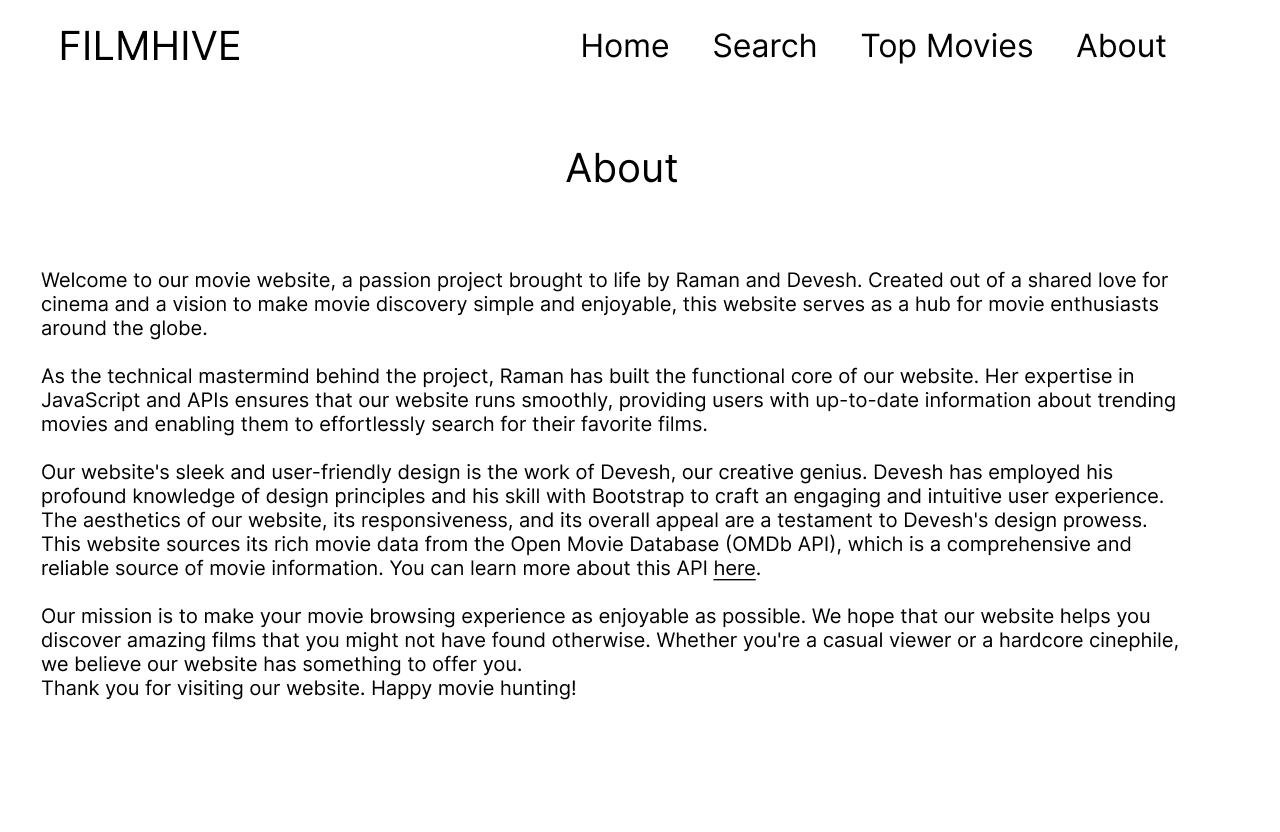 FILMHIVE
Home Search Top Movies About
About
Welcome to our movie website, a passion project brought to life by Raman and Devesh. Created out of a shared love for
cinema and a vision to make movie discovery simple and enjoyable, this website serves as a hub for movie enthusiasts
around the globe.
As the technical mastermind behind the project, Raman has built the functional core of our website. Her expertise in
JavaScript and APIs ensures that our website runs smoothly, providing users with up-to-date information about trending
movies and enabling them to effortlessly search for their favorite films.
Our website's sleek and user-friendly design is the work of Devesh, our creative genius. Devesh has employed his
profound knowledge of design principles and his skill with Bootstrap to craft an engaging and intuitive user experience.
The aesthetics of our website, its responsiveness, and its overall appeal are a testament to Devesh's design prowess.
This website sources its rich movie data from the Open Movie Database (OMDb API), which is a comprehensive and
reliable source of movie information. You can learn more about this API here.
Our mission is to make your movie browsing experience as enjoyable as possible. We hope that our website helps you
discover amazing films that you might not have found otherwise. Whether you're a casual viewer or a hardcore cinephile,
we believe our website has something to offer you.
Thank you for visiting our website. Happy movie hunting!